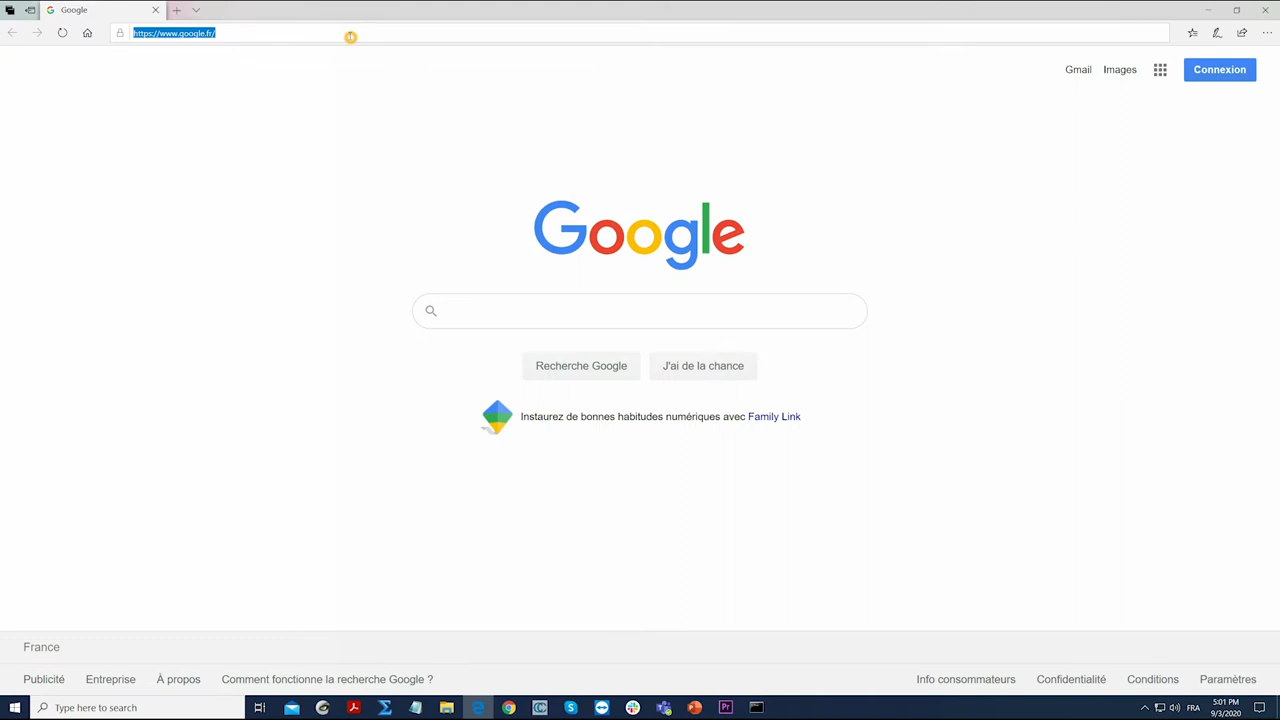 Google
https://www.google.fr/
Gmail Images Connexion
Google
Recherche Google J'ai de la chance
Instaurez de bonnes habitudes numériques avec Family Link
France
Publicité Entreprise À propos Comment fonctionne la recherche Google ? Info consommateurs Confidentialité Conditions Paramètres
Type here to search
FRA
5:01 PM
9/3/2020